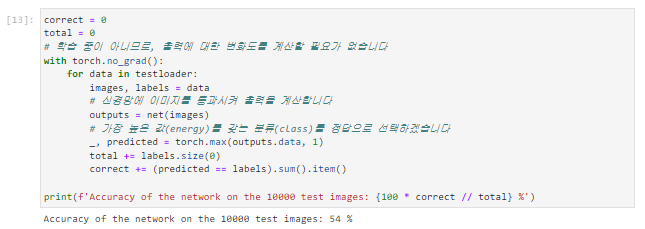 [13]: correct = 0
total = 0
# 학습 중이 아니므로, 출력에 대한 변화도를 계산할 필요가 없습니다
with torch.no_grad():
    for data in testloader:
        images, labels = data
        # 신경망에 이미지를 통과시켜 출력을 계산합니다
        outputs = net(images)
        # 가장 높은 값(energy)를 갖는 분류(class)를 정답으로 선택하겠습니다
        _, predicted = torch.max(outputs.data, 1)
        total += labels.size(0)
        correct += (predicted == labels).sum().item()
print(f'Accuracy of the network on the 10000 test images: {100 * correct // total} %')
Accuracy of the network on the 10000 test images: 54 %